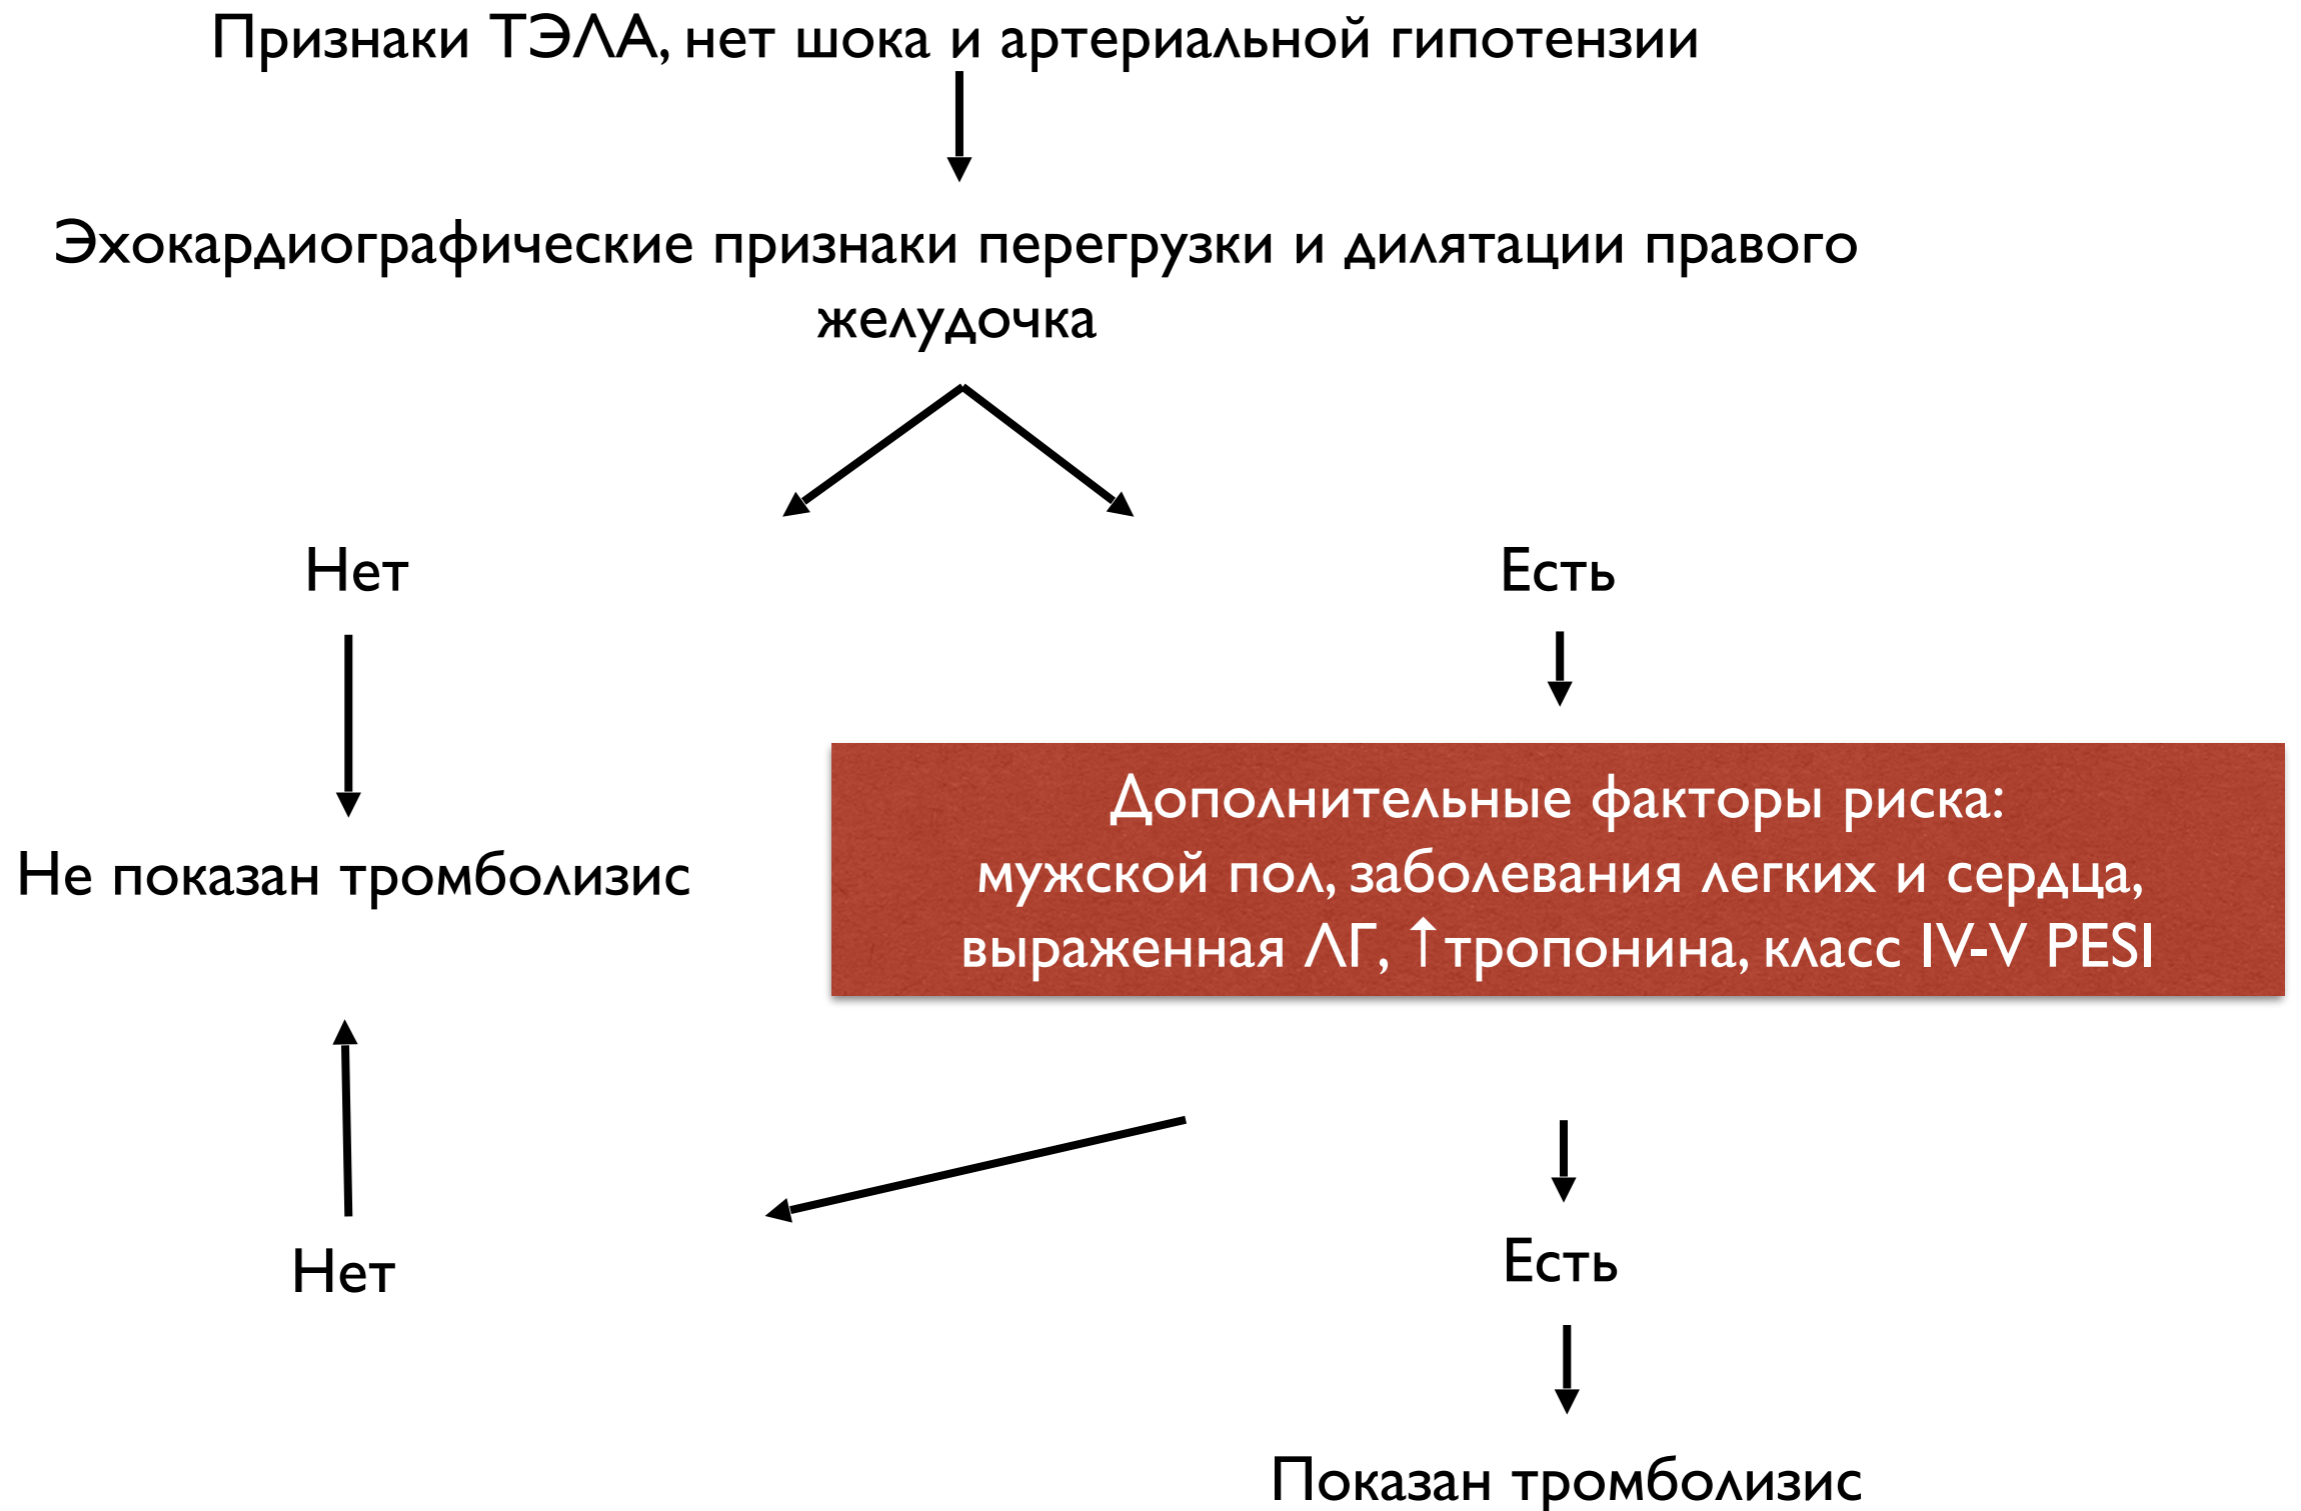 Признаки ТЭЛА, нет шока и артериальной гипотензии
Эхокардиографические признаки перегрузки и дилятации правого
желудочка
Нет
Есть
Не показан тромболизис
Дополнительные факторы риска:
мужской пол, заболевания легких и сердца,
выраженная ЛГ, ↑тропонина, класс IV-V PESI
Нет
Есть
Показан тромболизис